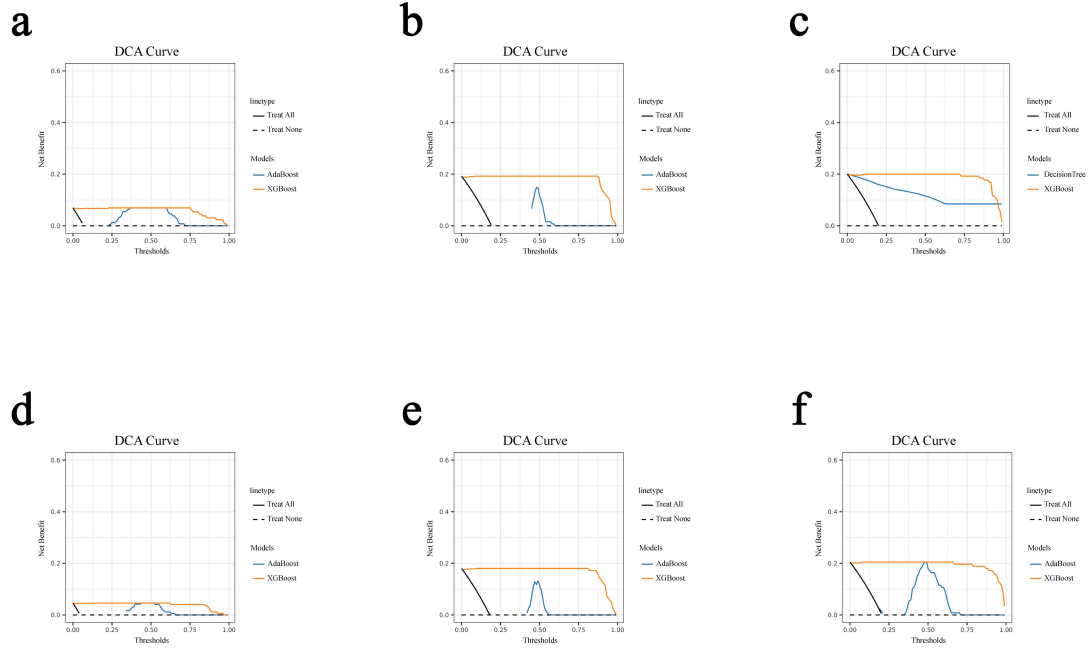 a
DCA Curve
0.6
0.4
0.2
0.0
Net Benefit
0.00 0.25 0.50 0.75 1.00
Thresholds
linetype
Treat All
Treat None
Models
AdaBoost
XGBoost
b
DCA Curve
0.6
0.4
0.2
0.0
Net Benefit
0.00 0.25 0.50 0.75 1.00
Thresholds
linetype
Treat All
Treat None
Models
AdaBoost
XGBoost
c
DCA Curve
0.6
0.4
0.2
0.0
Net Benefit
0.00 0.25 0.50 0.75 1.00
Thresholds
linetype
Treat All
Treat None
Models
DecisionTree
XGBoost
d
DCA Curve
0.6
0.4
0.2
0.0
Net Benefit
0.00 0.25 0.50 0.75 1.00
Thresholds
linetype
Treat All
Treat None
Models
AdaBoost
XGBoost
e
DCA Curve
0.6
0.4
0.2
0.0
Net Benefit
0.00 0.25 0.50 0.75 1.00
Thresholds
linetype
Treat All
Treat None
Models
AdaBoost
XGBoost
f
DCA Curve
0.6
0.4
0.2
0.0
Net Benefit
0.00 0.25 0.50 0.75 1.00
Thresholds
linetype
Treat All
Treat None
Models
AdaBoost
XGBoost